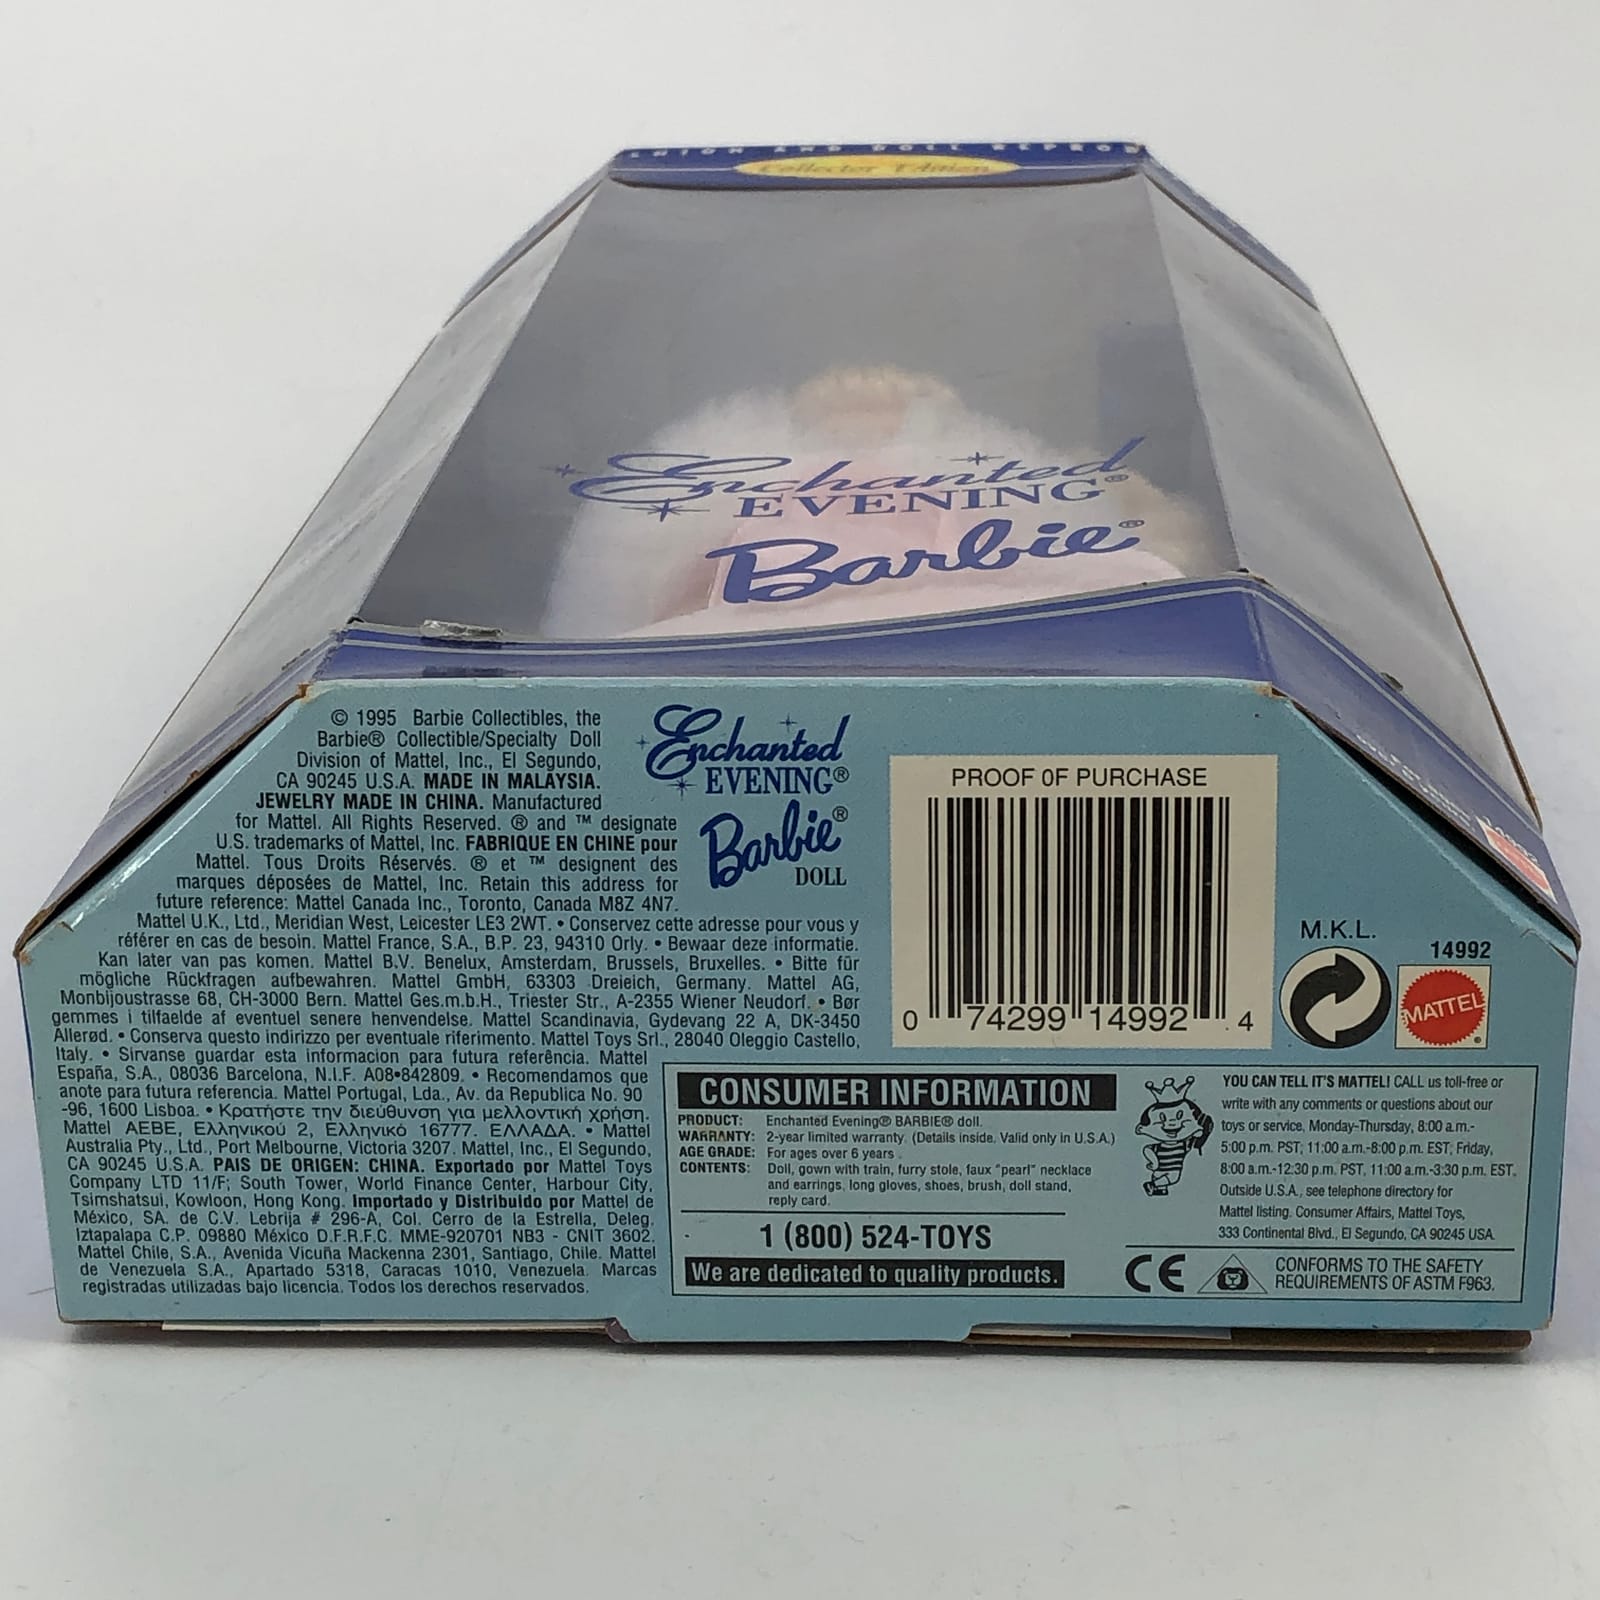 Collector Edition
Enchanted®
EVENING
Barbie®
© 1995 Barbie Collectibles, the
Barbie® Collectible/Specialty Doll
Division of Mattel, Inc., El Segundo,
CA 90245 U.S.A. MADE IN MALAYSIA.
JEWELRY MADE IN CHINA. Manufactured
for Mattel. All Rights Reserved. ® and ™ designate
U.S. trademarks of Mattel, Inc. FABRIQUE EN CHINE pour
Mattel. Tous Droits Réservés. ® et ™ designent des
marques déposées de Mattel, Inc. Retain this address for
future reference: Mattel Canada Inc., Toronto, Canada M8Z 4N7.
Mattel U.K., Ltd., Meridian West, Leicester LE3 2WT. • Conservez cette adresse pour vous y
référer en cas de besoin. Mattel France, S.A., B.P. 23, 94310 Orly. • Bewaar deze informatie.
Kan later van pas komen. Mattel B.V. Benelux, Amsterdam, Brussels, Bruxelles. • Bitte für
mögliche Rückfragen aufbewahren. Mattel GmbH, 63303 Dreieich, Germany. Mattel AG,
Monbijoustrasse 68, CH-3000 Bern. Mattel Ges.m.b.H., Triester Str., A-2355 Wiener Neudorf. • Bør
gemmes i tilfaelde af eventuel senere henvendelse. Mattel Scandinavia, Gydevang 22 A, DK-3450
Allerød. • Conserva questo indirizzo per eventuale riferimento. Mattel Toys Srl., 28040 Oleggio Castello,
Italy. • Sirvanse guardar esta informacion para futura referência. Mattel
España, S.A., 08036 Barcelona, N.I.F. A08•842809. • Recomendamos que
anote para futura referencia. Mattel Portugal, Lda., Av. da Republica No. 90
-96, 1600 Lisboa. • Κρατήστε την διεύθυνση για μελλοντική χρήση.
Mattel AEBE, Ελληνικού 2, Ελληνικό 16777. ΕΛΛΑΔΑ. • Mattel
Australia Pty., Ltd., Port Melbourne, Victoria 3207. Mattel, Inc., El Segundo,
CA 90245 U.S.A. PAIS DE ORIGEN: CHINA. Exportado por Mattel Toys
Company LTD 11/F; South Tower, World Finance Center, Harbour City,
Tsimshatsui, Kowloon, Hong Kong. Importado y Distribuido por Mattel de
México, SA. de C.V. Lebrija # 296-A, Col. Cerro de la Estrella, Deleg.
Iztapalapa C.P. 09880 México D.F.R.F.C. MME-920701 NB3 - CNIT 3602.
Mattel Chile, S.A., Avenida Vicuña Mackenna 2301, Santiago, Chile. Mattel
de Venezuela S.A., Apartado 5318, Caracas 1010, Venezuela. Marcas
registradas utilizadas bajo licencia. Todos los derechos reservados.
Enchanted
EVENING®
Barbie®
DOLL
PROOF OF PURCHASE
0 74299 14992 4
M.K.L.
14992
MATTEL®
CONSUMER INFORMATION
PRODUCT: Enchanted Evening® BARBIE® doll.
WARRANTY: 2-year limited warranty. (Details inside. Valid only in U.S.A.)
AGE GRADE: For ages over 6 years
CONTENTS: Doll, gown with train, furry stole, faux "pearl" necklace
and earrings, long gloves, shoes, brush, doll stand,
reply card.
1 (800) 524-TOYS
We are dedicated to quality products.
YOU CAN TELL IT'S MATTEL! CALL us toll-free or
write with any comments or questions about our
toys or service, Monday-Thursday, 8:00 a.m.-
5:00 p.m. PST, 11:00 a.m.-8:00 p.m. EST, Friday,
8:00 a.m.-12:30 p.m. PST, 11:00 a.m.-3:30 p.m. EST.
Outside U.S.A., see telephone directory for
Mattel listing. Consumer Affairs, Mattel Toys,
333 Continental Blvd., El Segundo, CA 90245 USA.
CE
CONFORMS TO THE SAFETY
REQUIREMENTS OF ASTM F963.